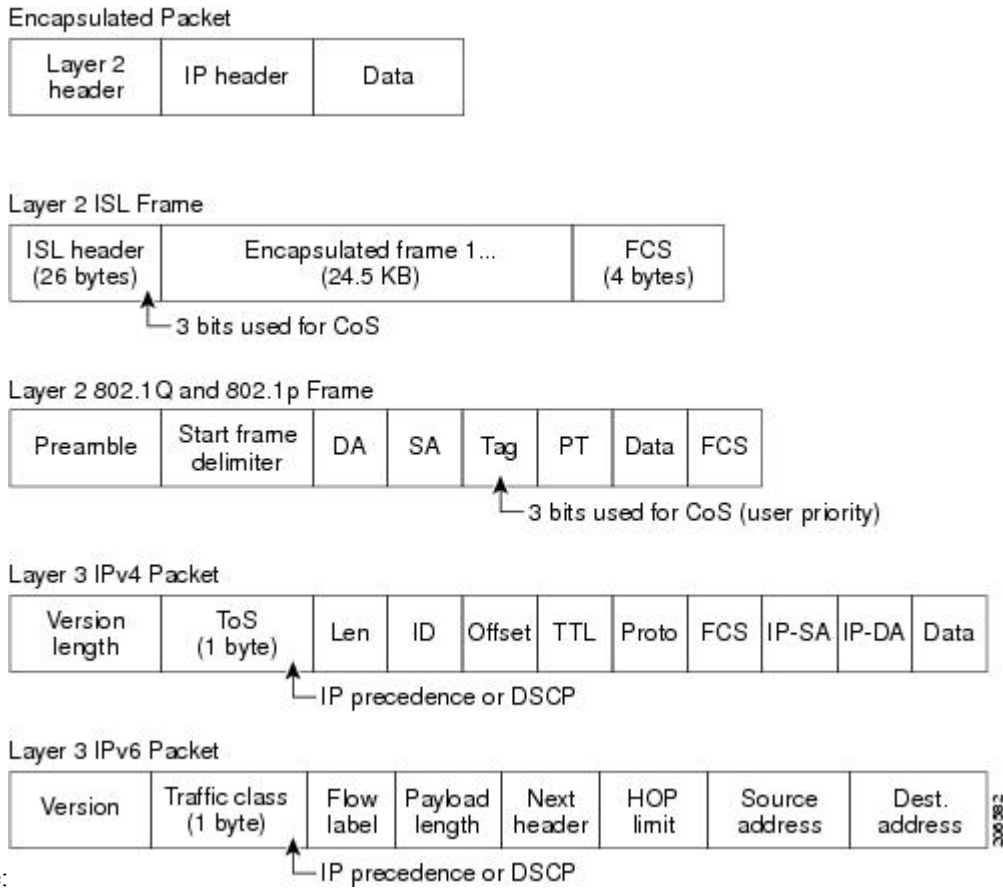 Encapsulated Packet
Layer 2 header
IP header
Data
Layer 2 ISL Frame
ISL header (26 bytes)
Encapsulated frame 1... (24.5 KB)
FCS (4 bytes)
3 bits used for CoS
Layer 2 802.1Q and 802.1p Frame
Preamble
Start frame delimiter
DA
SA
Tag
PT
Data
FCS
3 bits used for CoS (user priority)
Layer 3 IPv4 Packet
Version length
ToS (1 byte)
Len
ID
Offset
TTL
Proto
FCS
IP-SA
IP-DA
Data
IP precedence or DSCP
Layer 3 IPv6 Packet
Version
Traffic class (1 byte)
Flow label
Payload length
Next header
HOP limit
Source address
Dest. address
IP precedence or DSCP